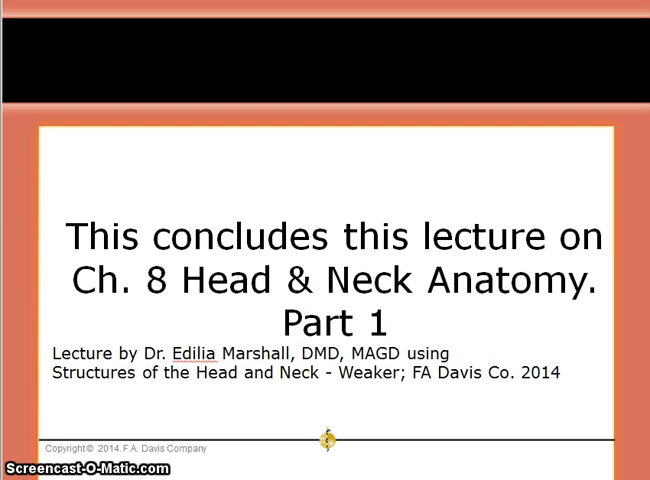 This concludes this lecture on
Ch. 8 Head & Neck Anatomy.
Part 1
Lecture by Dr. Edilia Marshall, DMD, MAGD using
Structures of the Head and Neck - Weaker; FA Davis Co. 2014
Copyright© 2014. F.A. Davis Company
Screencast-O-Matic.com